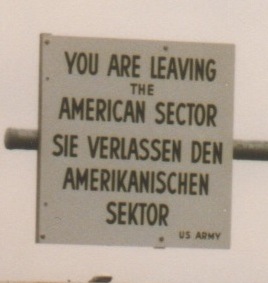 YOU ARE LEAVING
THE
AMERICAN SECTOR
SIE VERLASSEN DEN
AMERIKANISCHEN
SEKTOR
US ARMY